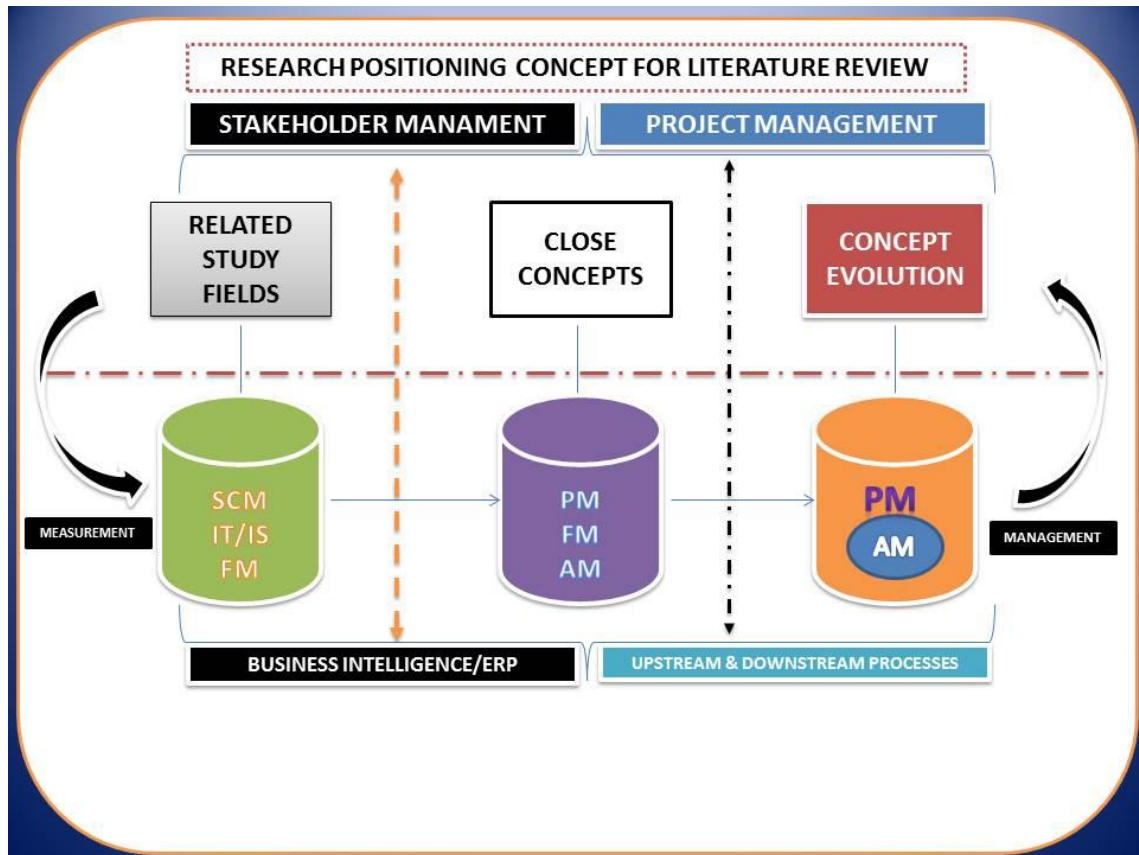 RESEARCH POSITIONING CONCEPT FOR LITERATURE REVIEW
STAKEHOLDER MANAMENT
PROJECT MANAGEMENT
RELATED
STUDY
FIELDS
CLOSE
CONCEPTS
CONCEPT
EVOLUTION
SCM
IT/IS
FM
PM
FM
AM
PM
AM
MEASUREMENT
MANAGEMENT
BUSINESS INTELLIGENCE/ERP
UPSTREAM & DOWNSTREAM PROCESSES